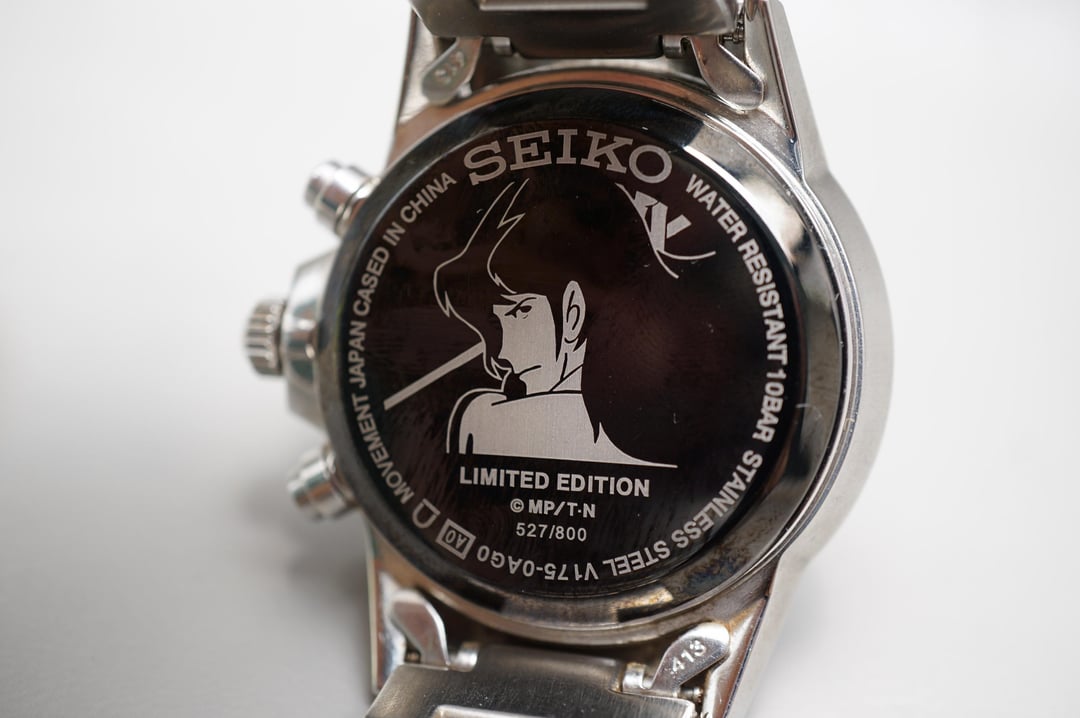 SEIKO
WATER RESISTANT 10BAR STAINLESS STEEL V175-0AG0
A0
MOVEMENT JAPAN CASED IN CHINA
LIMITED EDITION
© MP/T·N
527/800
413